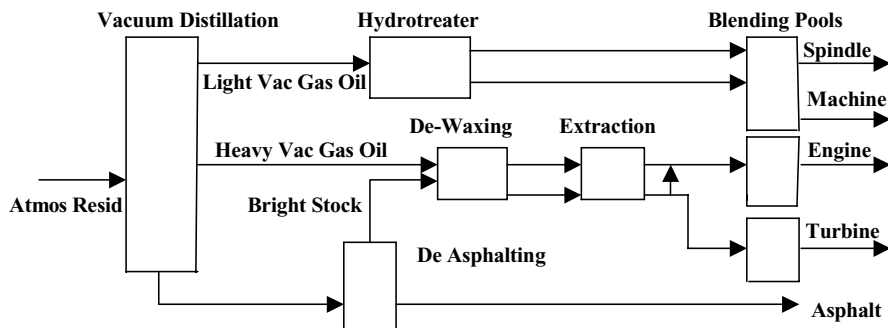 Vacuum Distillation
Hydrotreater
Blending Pools
Spindle
Light Vac Gas Oil
Machine
De-Waxing
Extraction
Heavy Vac Gas Oil
Engine
Atmos Resid
Bright Stock
Turbine
De Asphalting
Asphalt